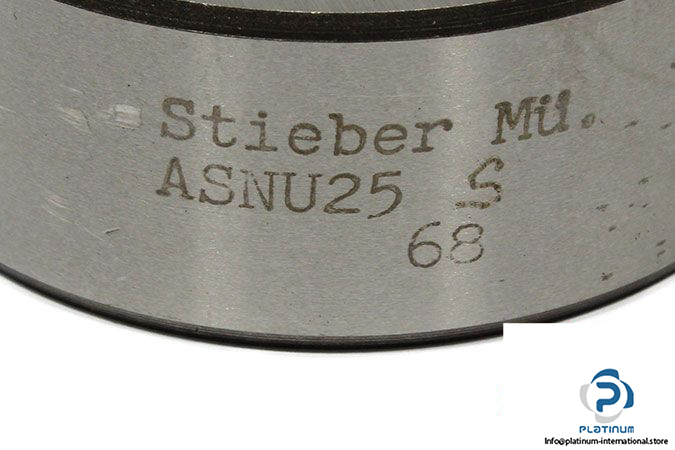 Stieber Mü.
ASNU25 S
68
PLATINUM
Info@platinum-international.store